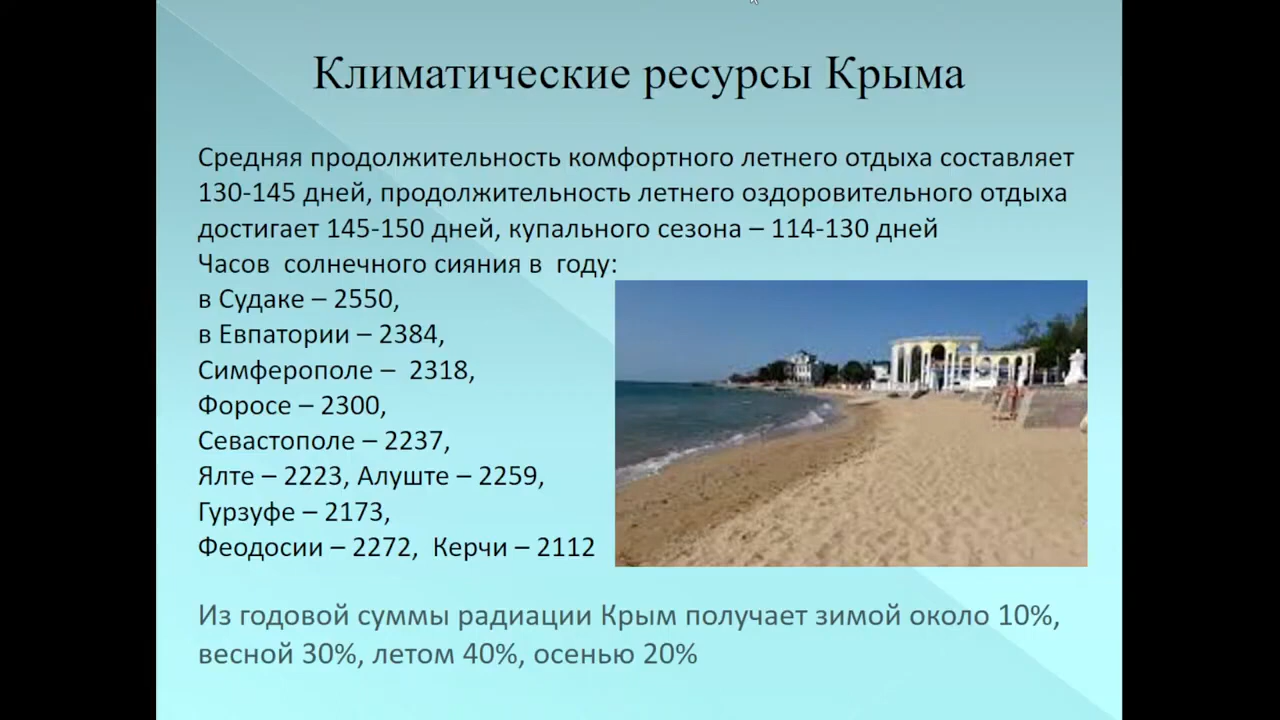 Климатические ресурсы Крыма
Средняя продолжительность комфортного летнего отдыха составляет
130-145 дней, продолжительность летнего оздоровительного отдыха
достигает 145-150 дней, купального сезона – 114-130 дней
Часов солнечного сияния в году:
в Судаке – 2550,
в Евпатории – 2384,
Симферополе – 2318,
Форосе – 2300,
Севастополе – 2237,
Ялте – 2223, Алуште – 2259,
Гурзуфе – 2173,
Феодосии – 2272, Керчи – 2112
Из годовой суммы радиации Крым получает зимой около 10%,
весной 30%, летом 40%, осенью 20%